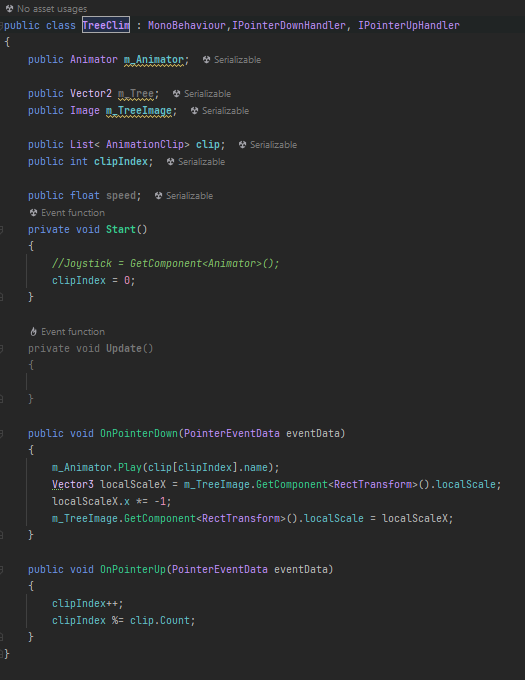 No asset usages
public class TreeClim : MonoBehaviour,IPointerDownHandler, IPointerUpHandler
{
public Animator m_Animator; Serializable
public Vector2 m_Tree; Serializable
public Image m_TreeImage; Serializable
public List< AnimationClip> clip; Serializable
public int clipIndex; Serializable
public float speed; Serializable
Event function
private void Start()
{
//Joystick = GetComponent<Animator>();
clipIndex = 0;
}
Event function
private void Update()
{
}
public void OnPointerDown(PointerEventData eventData)
{
m_Animator.Play(clip[clipIndex].name);
Vector3 localScaleX = m_TreeImage.GetComponent<RectTransform>().localScale;
localScaleX.x *= -1;
m_TreeImage.GetComponent<RectTransform>().localScale = localScaleX;
}
public void OnPointerUp(PointerEventData eventData)
{
clipIndex++;
clipIndex %= clip.Count;
}
}